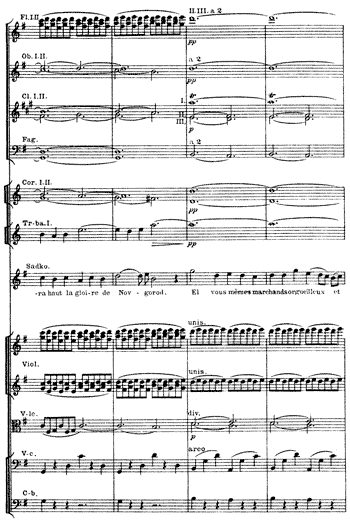 Fl.I.II
II.III. a 2
pp
Ob. I.II.
a 2
pp
Cl. I.II.
I.
II.
III.
p
Fag.
a 2
Cor. I.II.
pp
Tr-ba.I.
pp
Sadko.
-ra haut la gloi-re de Nov - gorod. Et vous mêmes marchands orgueilleux et
unis.
Viol.
unis
V-le.
div.
p
V-c.
arco
C-b.